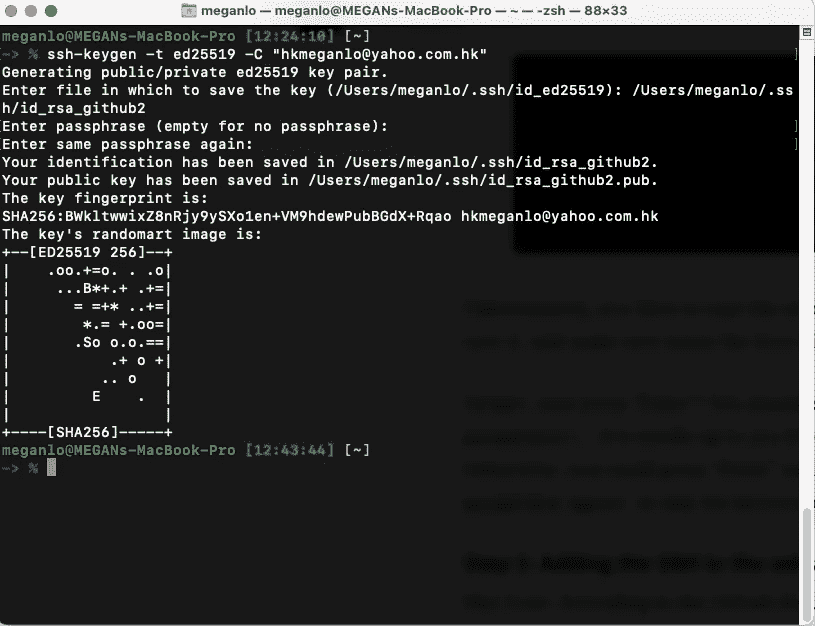 meganlo — meganlo@MEGANs-MacBook-Pro — ~ — -zsh — 88×33
meganlo@MEGANs-MacBook-Pro [12:24:10] [~]
-> % ssh-keygen -t ed25519 -C "hkmeganlo@yahoo.com.hk"
Generating public/private ed25519 key pair.
Enter file in which to save the key (/Users/meganlo/.ssh/id_ed25519): /Users/meganlo/.ss
h/id_rsa_github2
[Enter passphrase (empty for no passphrase): ]
[Enter same passphrase again: ]
Your identification has been saved in /Users/meganlo/.ssh/id_rsa_github2.
Your public key has been saved in /Users/meganlo/.ssh/id_rsa_github2.pub.
The key fingerprint is:
SHA256:BWkltwwixZ8nRjy9ySXo1en+VM9hdewPubBGdX+Rqao hkmeganlo@yahoo.com.hk
The key's randomart image is:
+--[ED25519 256]--+
|    .oo.+=o. . .o|
|     ...B*+.+ .+=|
|       = =+* ..+=|
|        *.= +.oo=|
|       .So o.o.==|
|           .+ o +|
|          .. o   |
|         E    .  |
|                 |
+----[SHA256]-----+
meganlo@MEGANs-MacBook-Pro [12:43:44] [~]
-> %